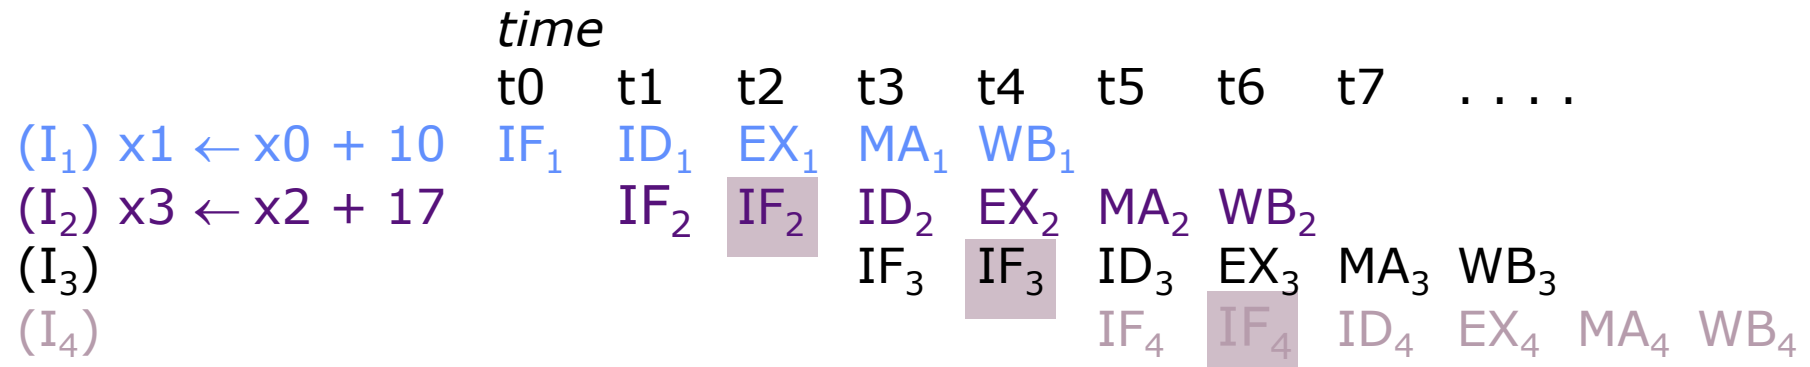 time
t0 t1 t2 t3 t4 t5 t6 t7 . . . .
(I₁) x1 ← x0 + 10 IF₁ ID₁ EX₁ MA₁ WB₁
(I₂) x3 ← x2 + 17 IF₂ IF₂ ID₂ EX₂ MA₂ WB₂
(I₃) IF₃ IF₃ ID₃ EX₃ MA₃ WB₃
(I₄) IF₄ IF₄ ID₄ EX₄ MA₄ WB₄